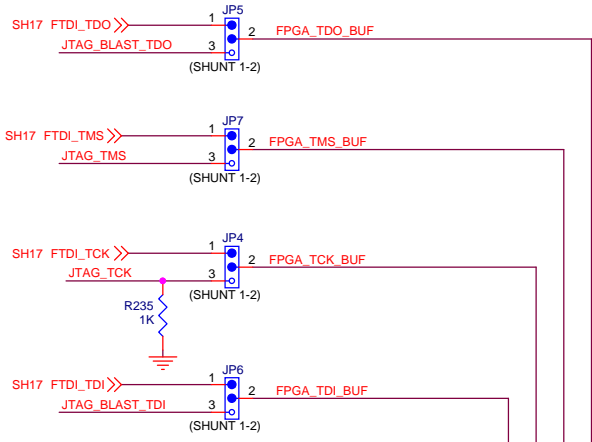 JP5
SH17 FTDI_TDO 1
2 FPGA_TDO_BUF
JTAG_BLAST_TDO 3
(SHUNT 1-2)
JP7
SH17 FTDI_TMS 1
2 FPGA_TMS_BUF
JTAG_TMS 3
(SHUNT 1-2)
JP4
SH17 FTDI_TCK 1
2 FPGA_TCK_BUF
JTAG_TCK 3
(SHUNT 1-2)
R235
1K
JP6
SH17 FTDI_TDI 1
2 FPGA_TDI_BUF
JTAG_BLAST_TDI 3
(SHUNT 1-2)